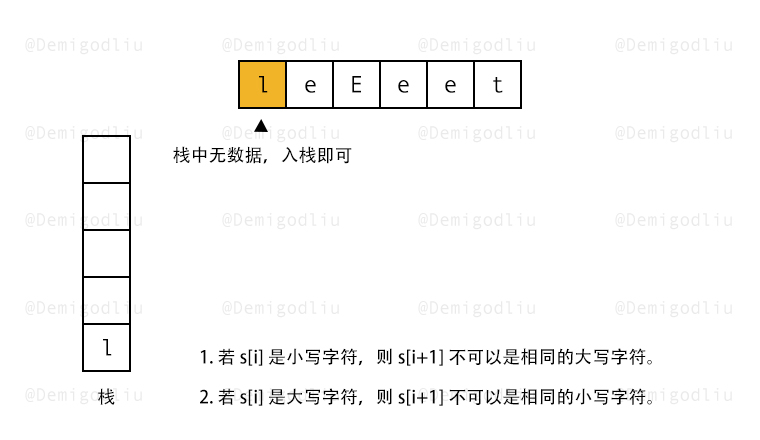 @Demigodliu @Demigodliu @Demigodliu @Demigodliu
l e E e e t
@Demigodliu @Demigodliu @Demigodliu @Demigodliu
栈中无数据，入栈即可
@Demigodliu @Demigodliu @Demigodliu @Demigodliu
@Demigodliu @Demigodliu @Demigodliu @Demigodliu
l
1. 若 s[i] 是小写字符，则 s[i+1] 不可以是相同的大写字符。
@Demigodliu @Demigodliu @Demigodliu @Demigodliu
栈
2. 若 s[i] 是大写字符，则 s[i+1] 不可以是相同的小写字符。